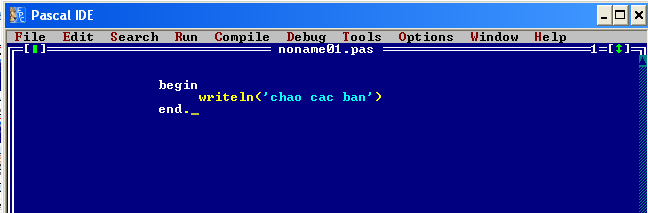 Pascal IDE
File Edit Search Run Compile Debug Tools Options Window Help
noname01.pas 1
begin
writeln('chao cac ban')
end._